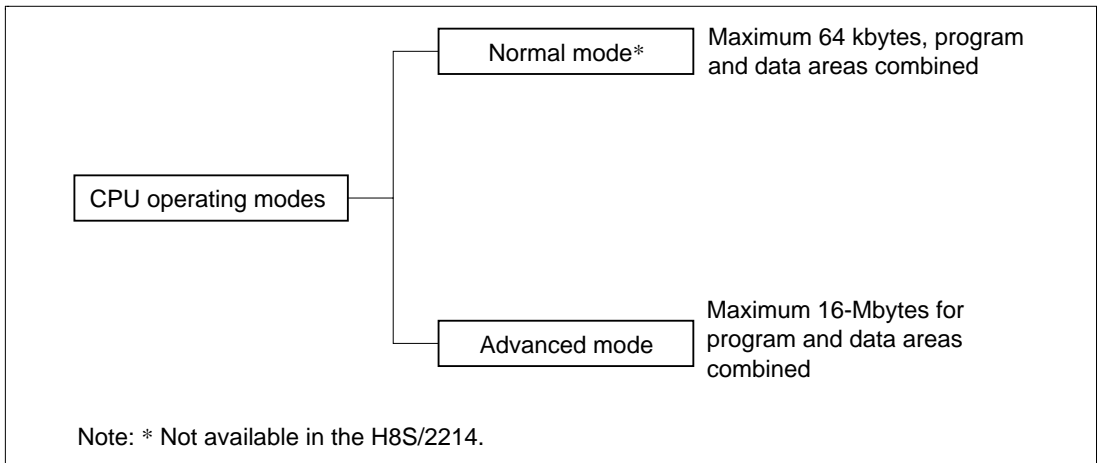 Normal mode*
Maximum 64 kbytes, program
and data areas combined
CPU operating modes
Advanced mode
Maximum 16-Mbytes for
program and data areas
combined
Note: * Not available in the H8S/2214.